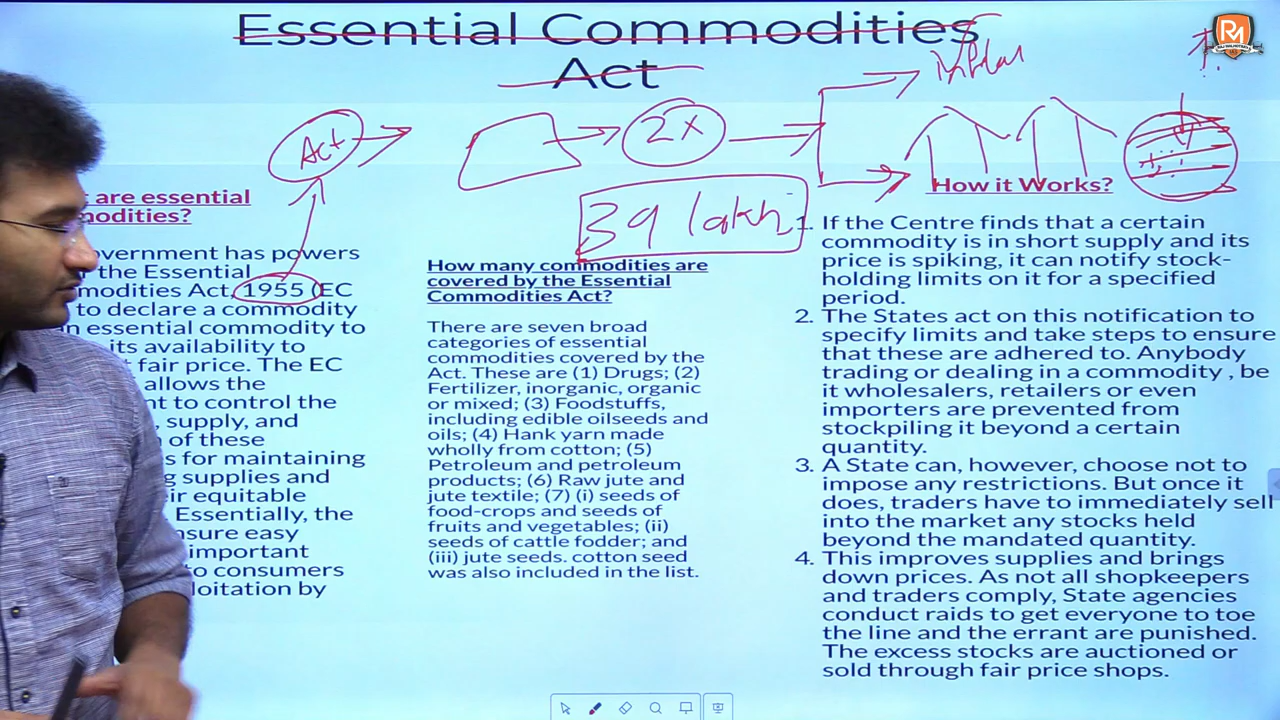 Essential Commodities
Act
Act
2x
39 lakh
are essential
modities?
overnment has powers
the Essential
modities Act, 1955 (EC
to declare a commodity
n essential commodity to
its availability to
fair price. The EC
allows the
nt to control the
, supply, and
n of these
s for maintaining
g supplies and
eir equitable
Essentially, the
nsure easy
important
to consumers
loitation by
How many commodities are
covered by the Essential
Commodities Act?
There are seven broad
categories of essential
commodities covered by the
Act. These are (1) Drugs; (2)
Fertilizer, inorganic, organic
or mixed; (3) Foodstuffs,
including edible oilseeds and
oils; (4) Hank yarn made
wholly from cotton; (5)
Petroleum and petroleum
products; (6) Raw jute and
jute textile; (7) (i) seeds of
food-crops and seeds of
fruits and vegetables; (ii)
seeds of cattle fodder; and
(iii) jute seeds. cotton seed
was also included in the list.
How it Works?
1. If the Centre finds that a certain
commodity is in short supply and its
price is spiking, it can notify stock-
holding limits on it for a specified
period.
2. The States act on this notification to
specify limits and take steps to ensure
that these are adhered to. Anybody
trading or dealing in a commodity , be
it wholesalers, retailers or even
importers are prevented from
stockpiling it beyond a certain
quantity.
3. A State can, however, choose not to
impose any restrictions. But once it
does, traders have to immediately sell
into the market any stocks held
beyond the mandated quantity.
4. This improves supplies and brings
down prices. As not all shopkeepers
and traders comply, State agencies
conduct raids to get everyone to toe
the line and the errant are punished.
The excess stocks are auctioned or
sold through fair price shops.